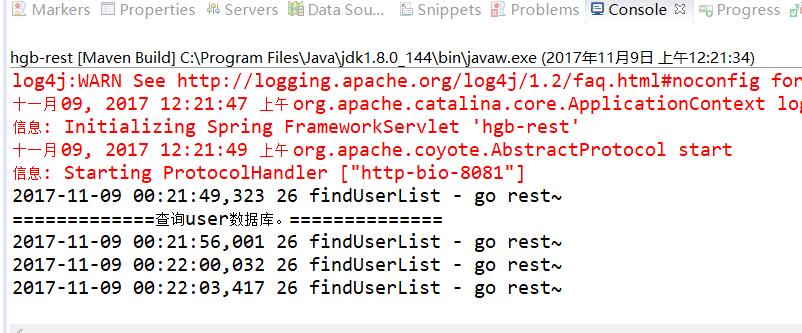 Markers Properties Servers Data Sou... Snippets Problems Console Progress
hgb-rest [Maven Build] C:\Program Files\Java\jdk1.8.0_144\bin\javaw.exe (2017年11月9日 上午12:21:34)
log4j:WARN See http://logging.apache.org/log4j/1.2/faq.html#noconfig for
十一月 09, 2017 12:21:47 上午 org.apache.catalina.core.ApplicationContext log
信息: Initializing Spring FrameworkServlet 'hgb-rest'
十一月 09, 2017 12:21:49 上午 org.apache.coyote.AbstractProtocol start
信息: Starting ProtocolHandler ["http-bio-8081"]
2017-11-09 00:21:49,323 26 findUserList - go rest~
=============查询user数据库。==============
2017-11-09 00:21:56,001 26 findUserList - go rest~
2017-11-09 00:22:00,032 26 findUserList - go rest~
2017-11-09 00:22:03,417 26 findUserList - go rest~